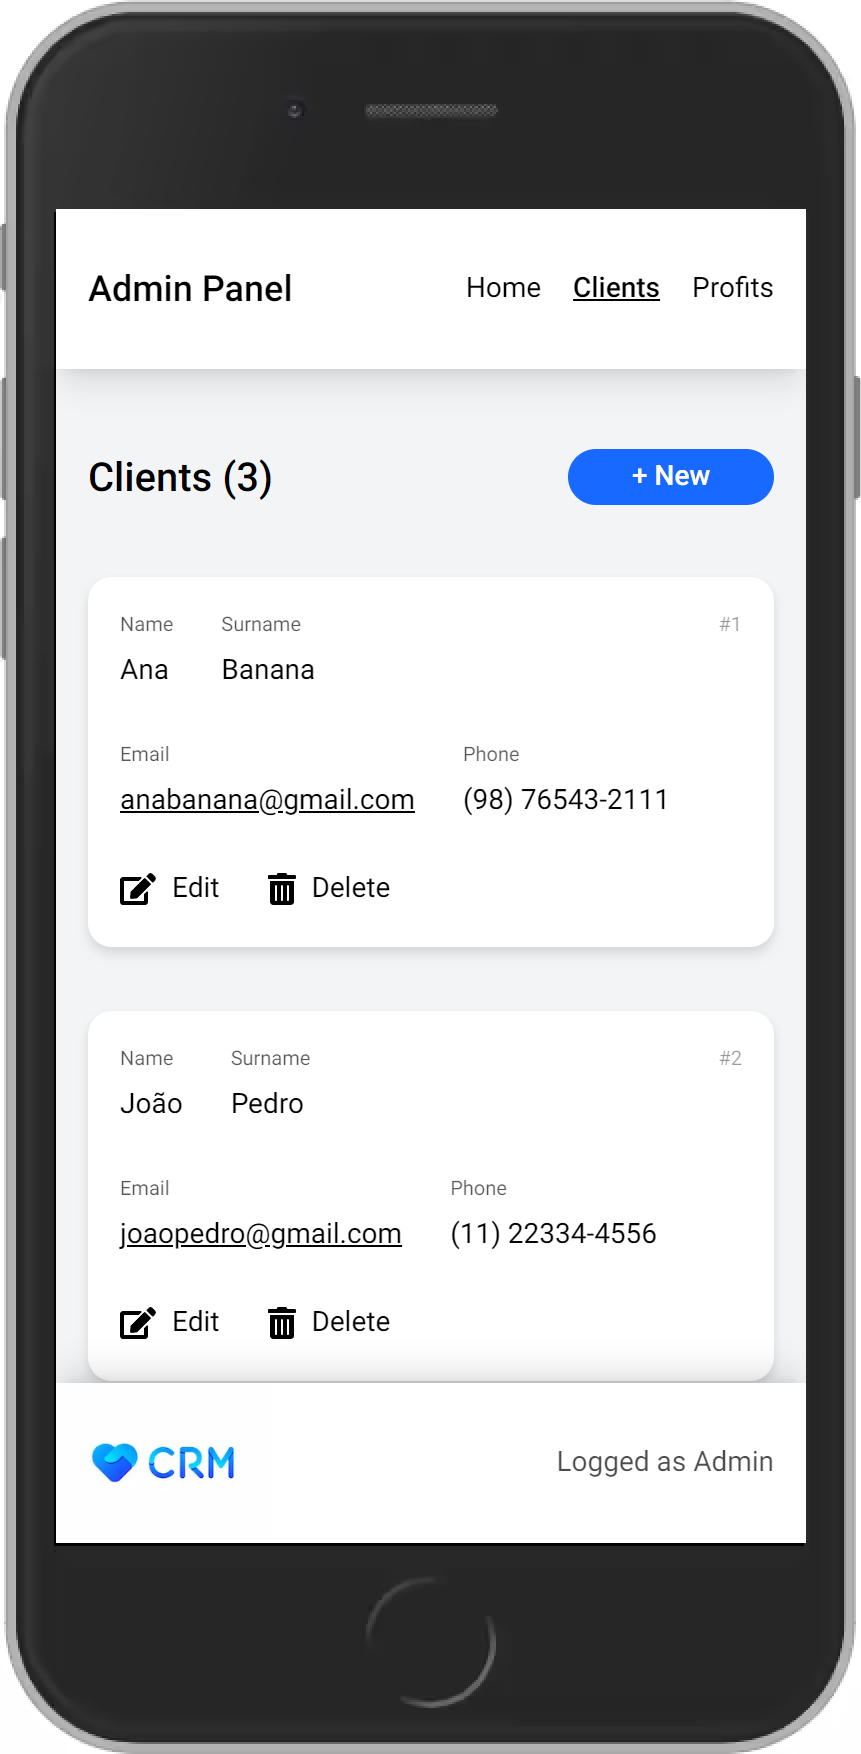 Admin Panel Home Clients Profits
Clients (3) + New
Name Surname #1
Ana Banana
Email Phone
anabanana@gmail.com (98) 76543-2111
Edit Delete
Name Surname #2
João Pedro
Email Phone
joaopedro@gmail.com (11) 22334-4556
Edit Delete
CRM Logged as Admin